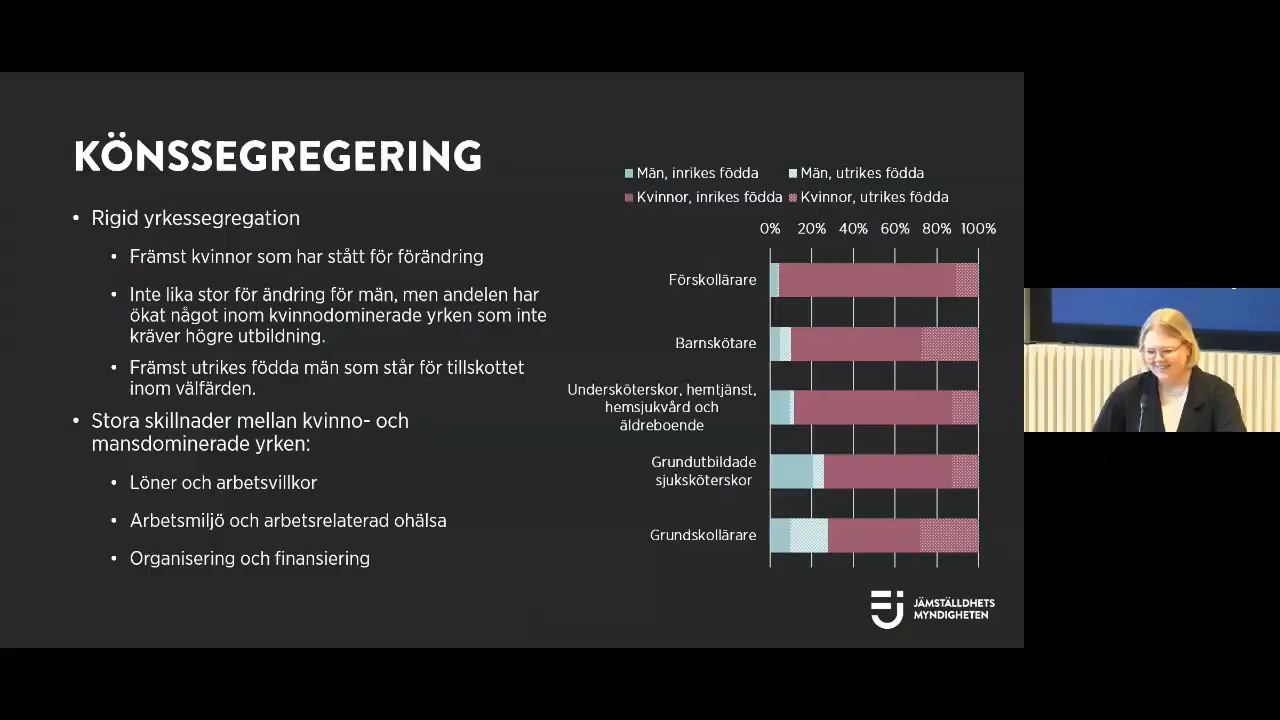 KÖNSSEGREGERING
• Rigid yrkessegregation
• Främst kvinnor som har stått för förändring
• Inte lika stor för ändring för män, men andelen har
ökat något inom kvinnodominerade yrken som inte
kräver högre utbildning.
• Främst utrikes födda män som står för tillskottet
inom välfärden.
• Stora skillnader mellan kvinno- och
mansdominerade yrken:
• Löner och arbetsvillkor
• Arbetsmiljö och arbetsrelaterad ohälsa
• Organisering och finansiering
Män, inrikes födda Män, utrikes födda
Kvinnor, inrikes födda Kvinnor, utrikes födda
0% 20% 40% 60% 80% 100%
Förskollärare
Barnskötare
Undersköterskor, hemtjänst,
hemsjukvård och
äldreboende
Grundutbildade
sjuksköterskor
Grundskollärare
JÄMSTÄLLDHETS
MYNDIGHETEN